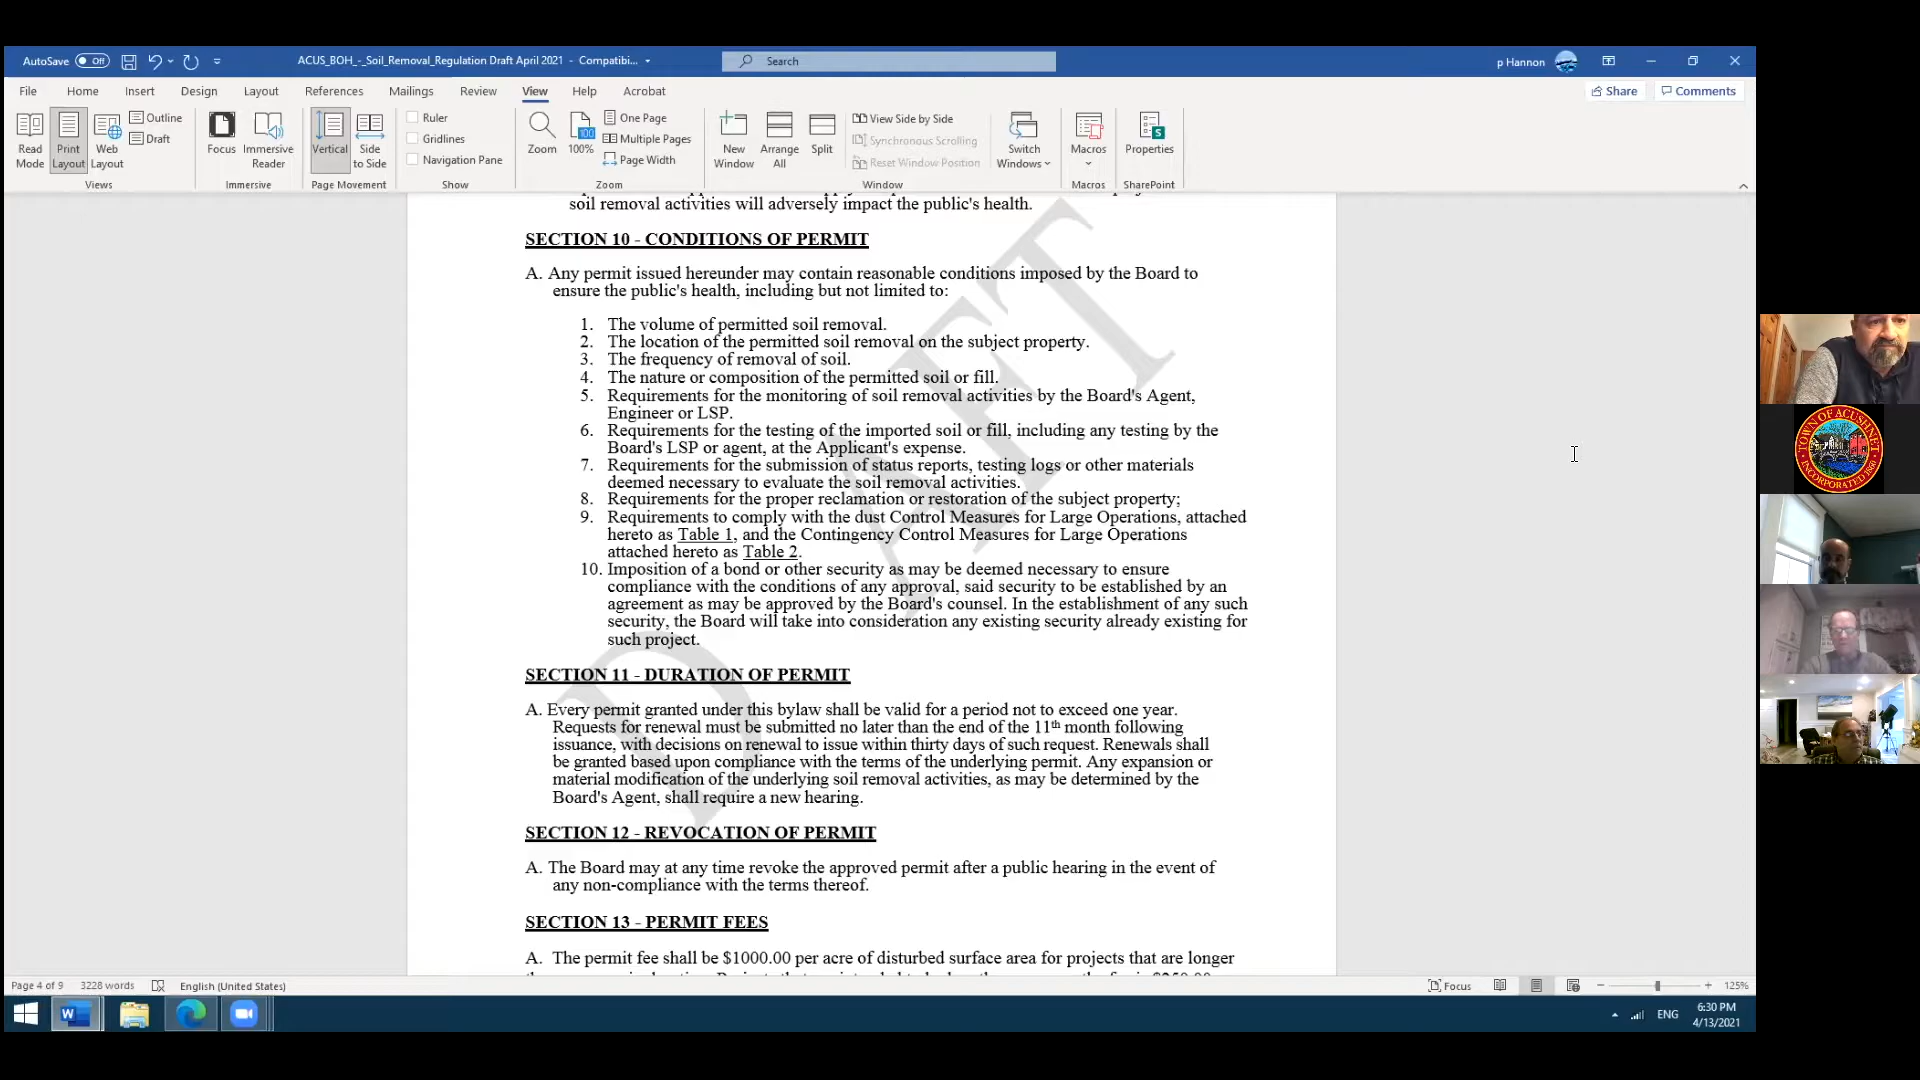 AutoSave Off
ACUS_BOH_-_Soil_Removal_Regulation Draft April 2021 - Compatibi...
Search
p Hannon
File Home Insert Design Layout References Mailings Review View Help Acrobat
Share Comments
Read Mode
Print Layout
Web Layout
Outline
Draft
Views
Focus
Immersive Reader
Immersive
Vertical
Side to Side
Page Movement
Ruler
Gridlines
Navigation Pane
Show
Zoom
100
100%
One Page
Multiple Pages
Page Width
Zoom
New Window
Arrange All
Split
View Side by Side
Synchronous Scrolling
Reset Window Position
Window
Switch Windows
Macros
Macros
Properties
SharePoint
soil removal activities will adversely impact the public's health.
SECTION 10 - CONDITIONS OF PERMIT
A. Any permit issued hereunder may contain reasonable conditions imposed by the Board to
ensure the public's health, including but not limited to:
1. The volume of permitted soil removal.
2. The location of the permitted soil removal on the subject property.
3. The frequency of removal of soil.
4. The nature or composition of the permitted soil or fill.
5. Requirements for the monitoring of soil removal activities by the Board's Agent,
Engineer or LSP.
6. Requirements for the testing of the imported soil or fill, including any testing by the
Board's LSP or agent, at the Applicant's expense.
7. Requirements for the submission of status reports, testing logs or other materials
deemed necessary to evaluate the soil removal activities.
8. Requirements for the proper reclamation or restoration of the subject property;
9. Requirements to comply with the dust Control Measures for Large Operations, attached
hereto as Table 1, and the Contingency Control Measures for Large Operations
attached hereto as Table 2.
10. Imposition of a bond or other security as may be deemed necessary to ensure
compliance with the conditions of any approval, said security to be established by an
agreement as may be approved by the Board's counsel. In the establishment of any such
security, the Board will take into consideration any existing security already existing for
such project.
SECTION 11 - DURATION OF PERMIT
A. Every permit granted under this bylaw shall be valid for a period not to exceed one year.
Requests for renewal must be submitted no later than the end of the 11th month following
issuance, with decisions on renewal to issue within thirty days of such request. Renewals shall
be granted based upon compliance with the terms of the underlying permit. Any expansion or
material modification of the underlying soil removal activities, as may be determined by the
Board's Agent, shall require a new hearing.
SECTION 12 - REVOCATION OF PERMIT
A. The Board may at any time revoke the approved permit after a public hearing in the event of
any non-compliance with the terms thereof.
SECTION 13 - PERMIT FEES
A. The permit fee shall be $1000.00 per acre of disturbed surface area for projects that are longer
DRAFT
TOWN OF ACUSHNET
INCORPORATED 1860
Page 4 of 9 3228 words English (United States)
Focus 125%
ENG
6:30 PM
4/13/2021